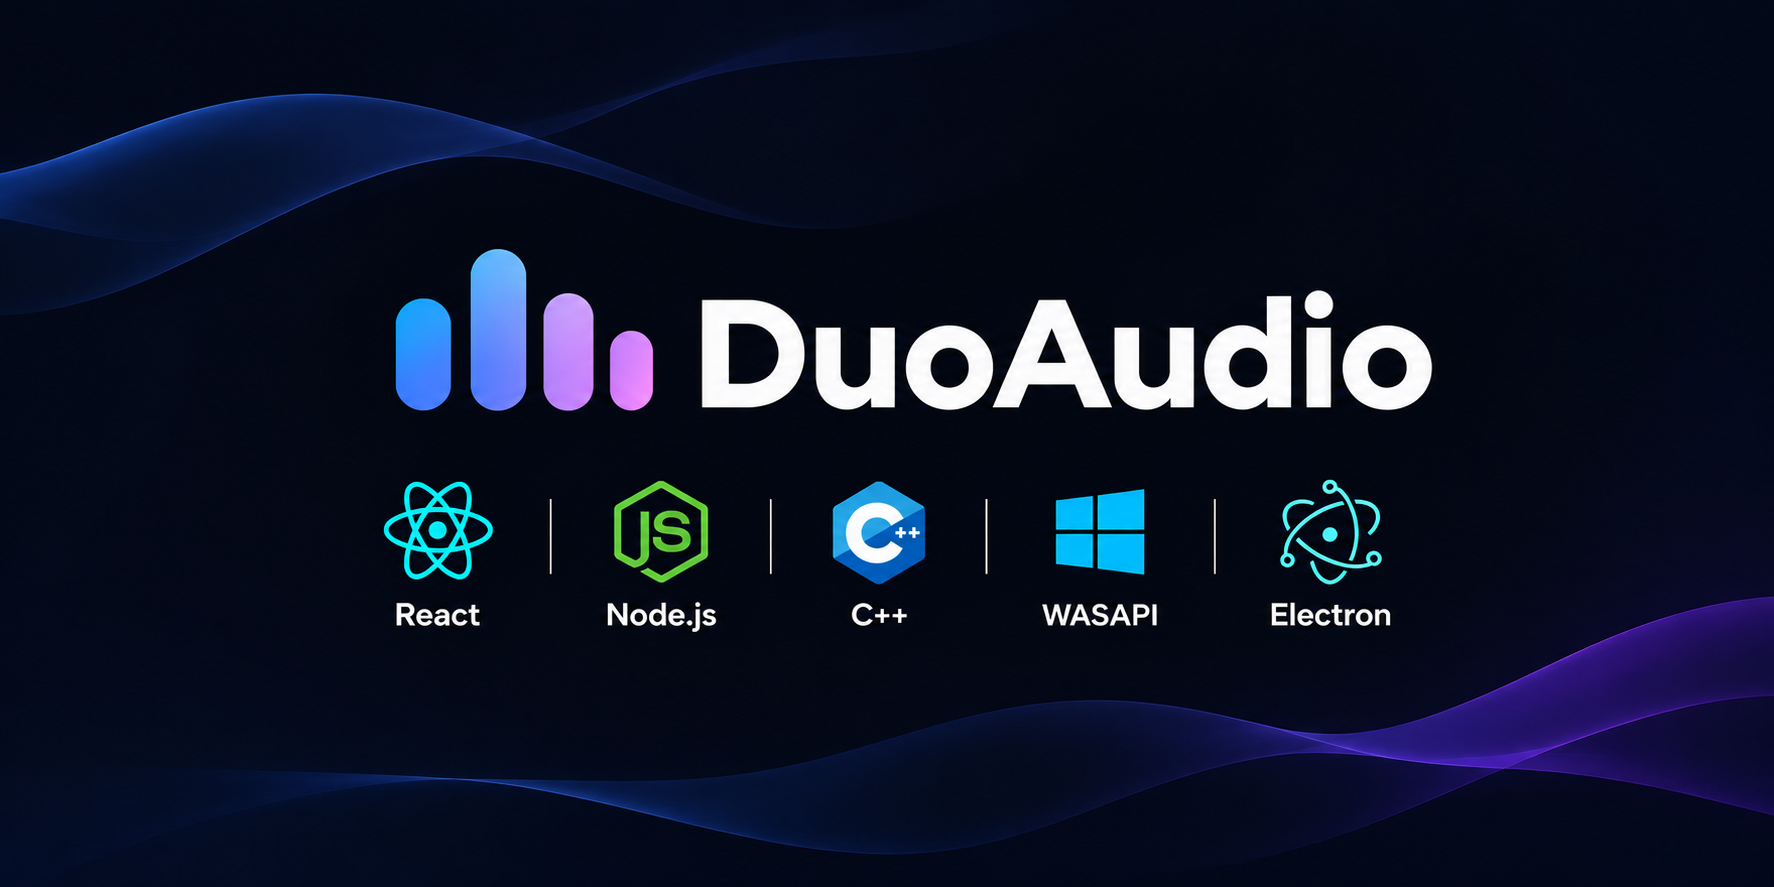 DuoAudio
JS
C++
React
Node.js
C++
WASAPI
Electron